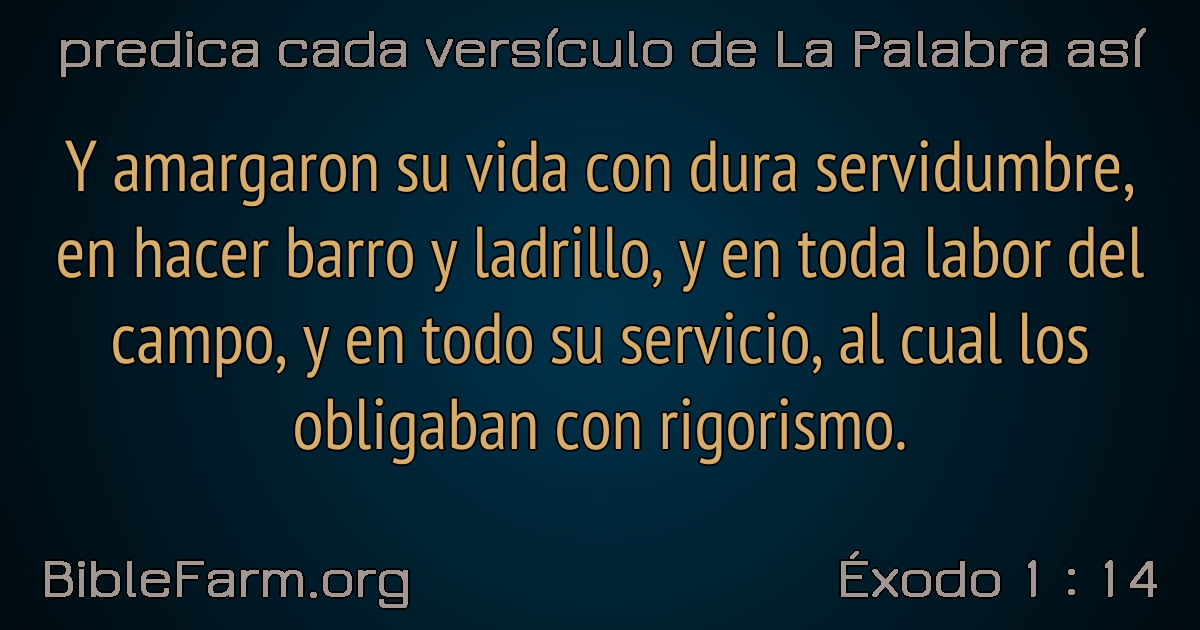 predica cada versículo de La Palabra así
Y amargaron su vida con dura servidumbre,
en hacer barro y ladrillo, y en toda labor del
campo, y en todo su servicio, al cual los
obligaban con rigorismo.
BibleFarm.org
Éxodo 1 : 14